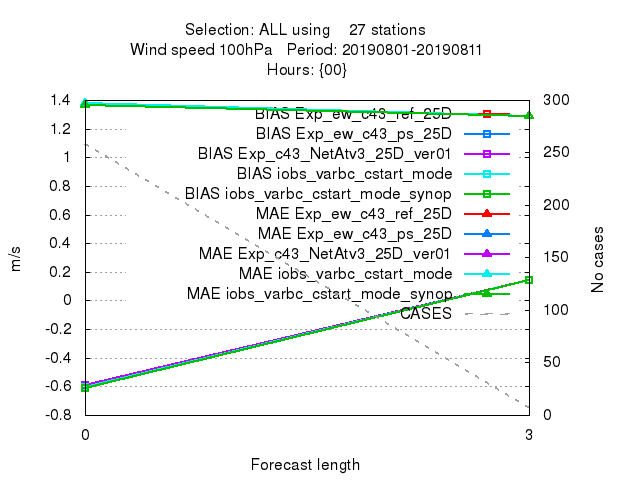 Selection: ALL using    27 stations
Wind speed 100hPa   Period: 20190801-20190811
Hours: {00}
1.4
1.2
1
0.8
0.6
0.4
0.2
0
-0.2
-0.4
-0.6
-0.8
m/s
BIAS Exp_ew_c43_ref_25D
BIAS Exp_ew_c43_ps_25D
BIAS Exp_c43_NetAtv3_25D_ver01
BIAS iobs_varbc_cstart_mode
BIAS iobs_varbc_cstart_mode_synop
MAE Exp_ew_c43_ref_25D
MAE Exp_ew_c43_ps_25D
MAE Exp_c43_NetAtv3_25D_ver01
MAE iobs_varbc_cstart_mode
MAE iobs_varbc_cstart_mode_synop
CASES
300
250
200
150
100
50
0
No cases
0 3
Forecast length